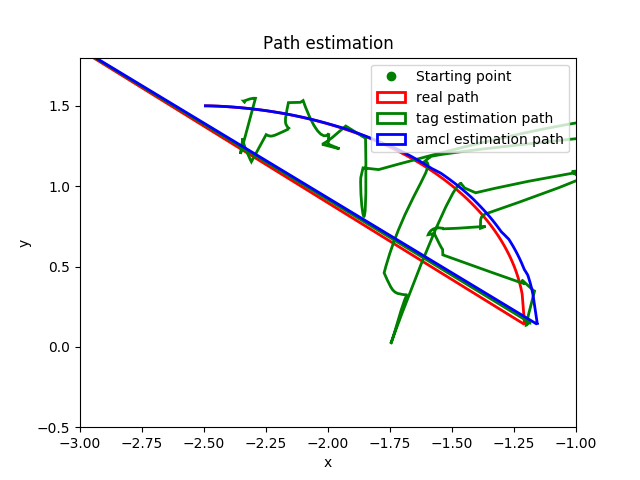 Path estimation
Starting point
real path
tag estimation path
amcl estimation path
1.5
1.0
0.5
0.0
−0.5
y
−3.00 −2.75 −2.50 −2.25 −2.00 −1.75 −1.50 −1.25 −1.00
x